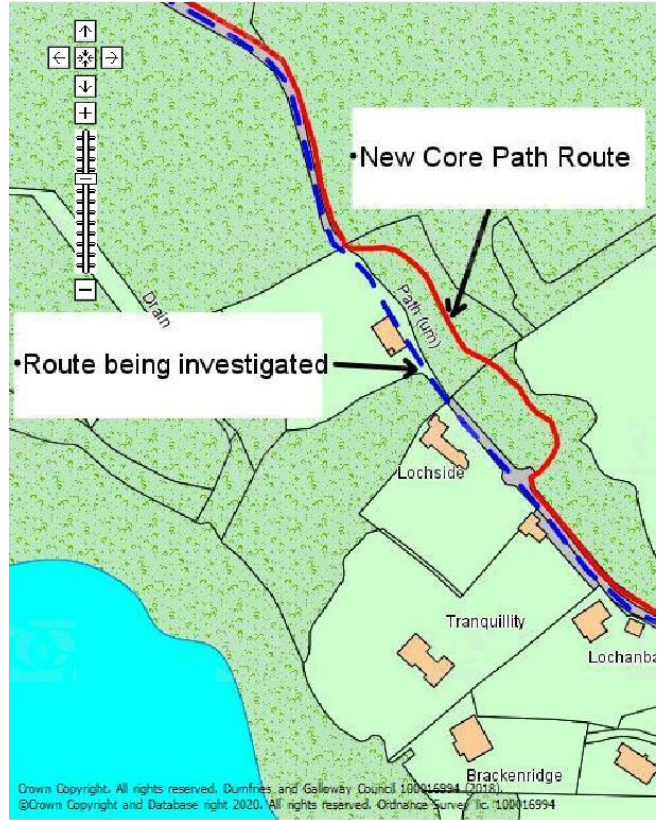 •New Core Path Route
Path (um)
Drain
•Route being investigated
Lochside
Tranquillity
Lochanba
Brackenridge
Crown Copyright. All rights reserved. Dumfries and Galloway Council 100016994 (2018).
©Crown Copyright and Database right 2020. All rights reserved. Ordnance Survey lic. 100016994